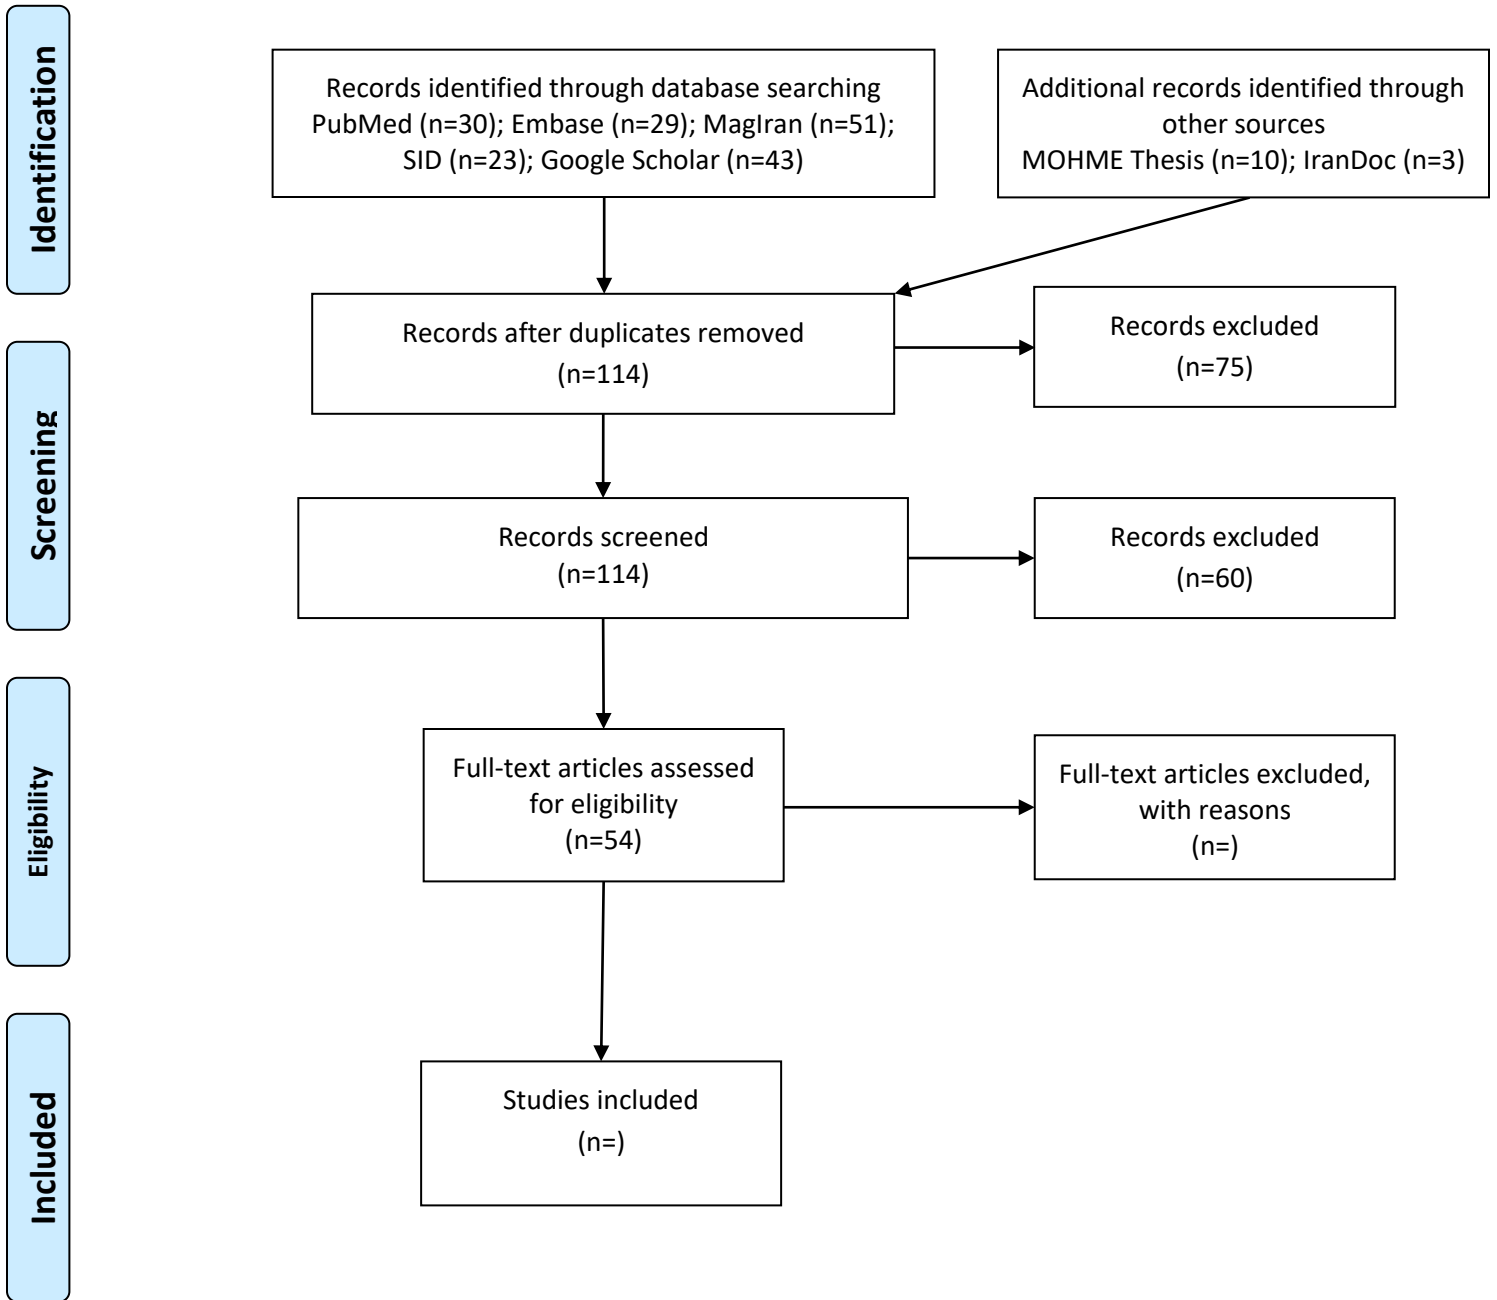 Identification
Records identified through database searching
PubMed (n=30); Embase (n=29); MagIran (n=51);
SID (n=23); Google Scholar (n=43)
Additional records identified through
other sources
MOHME Thesis (n=10); IranDoc (n=3)
Records after duplicates removed
(n=114)
Records excluded
(n=75)
Screening
Records screened
(n=114)
Records excluded
(n=60)
Eligibility
Full-text articles assessed
for eligibility
(n=54)
Full-text articles excluded,
with reasons
(n=)
Included
Studies included
(n=)